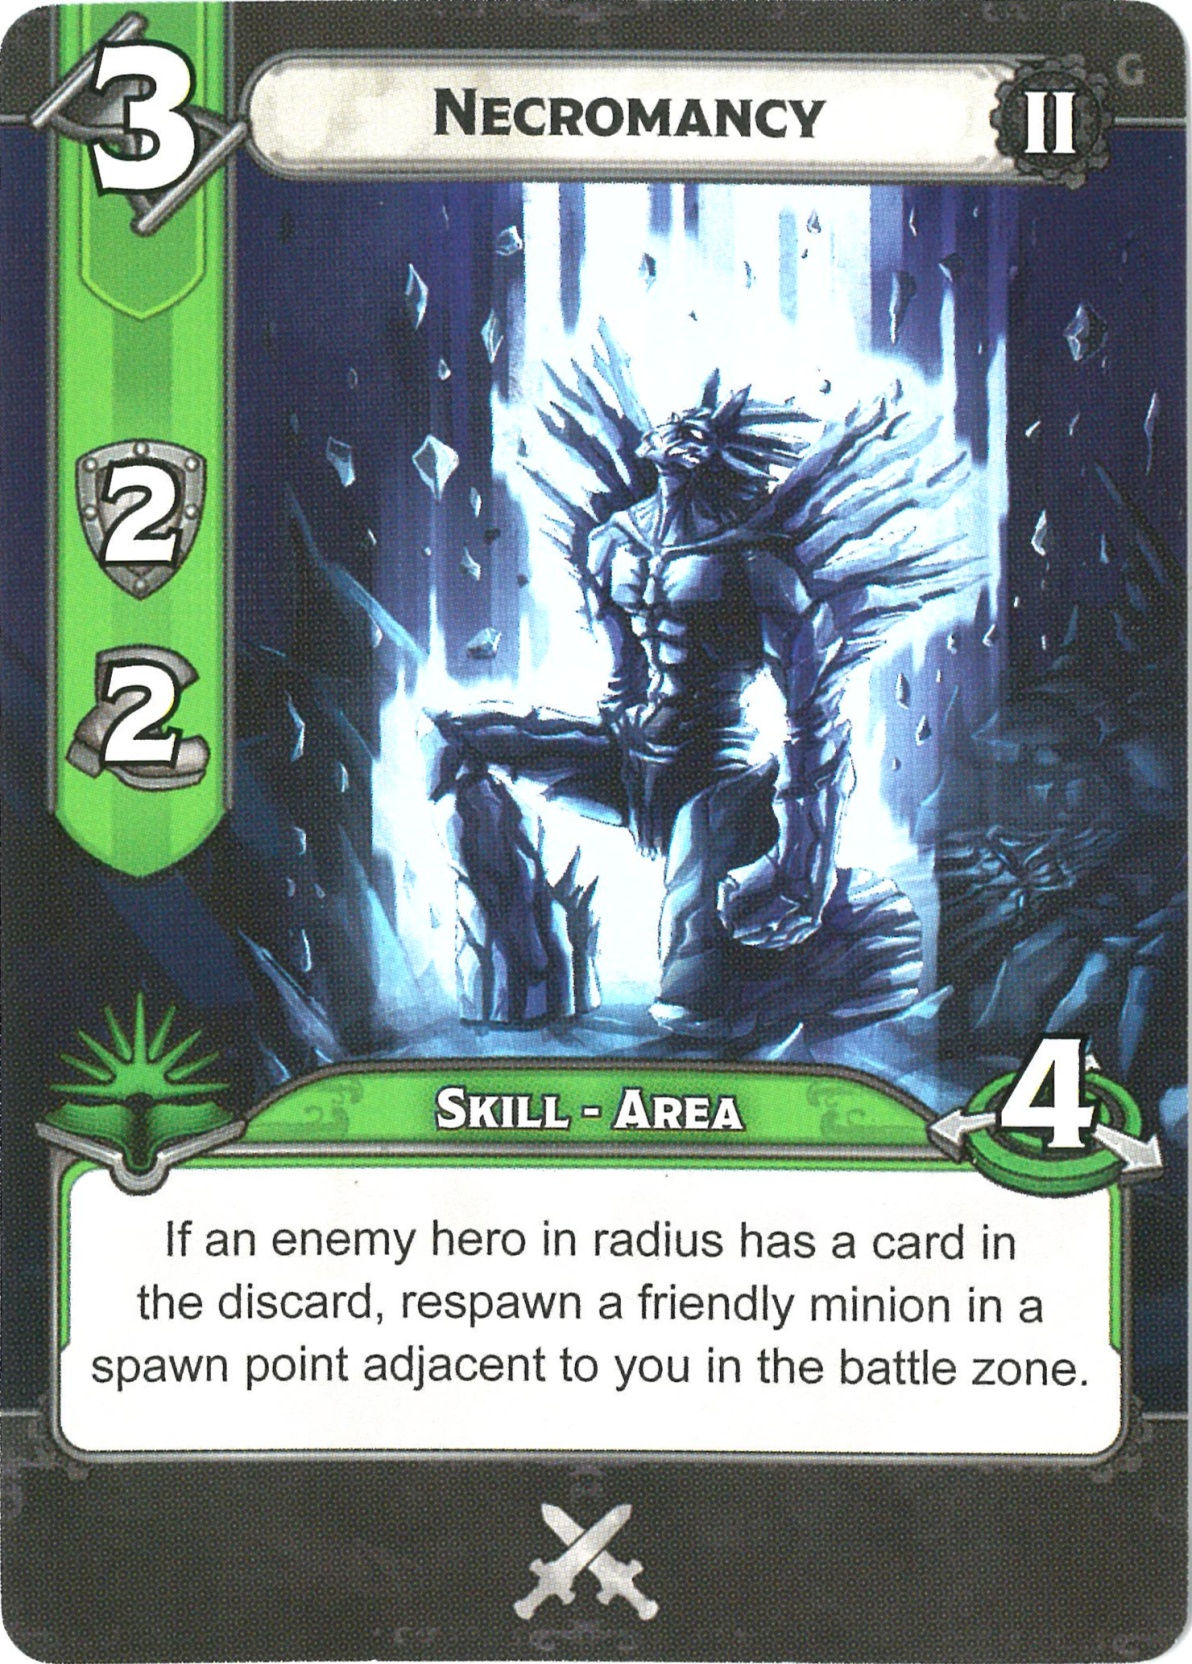 3
NECROMANCY
II
G
2
2
SKILL - AREA
4
If an enemy hero in radius has a card in
the discard, respawn a friendly minion in a
spawn point adjacent to you in the battle zone.